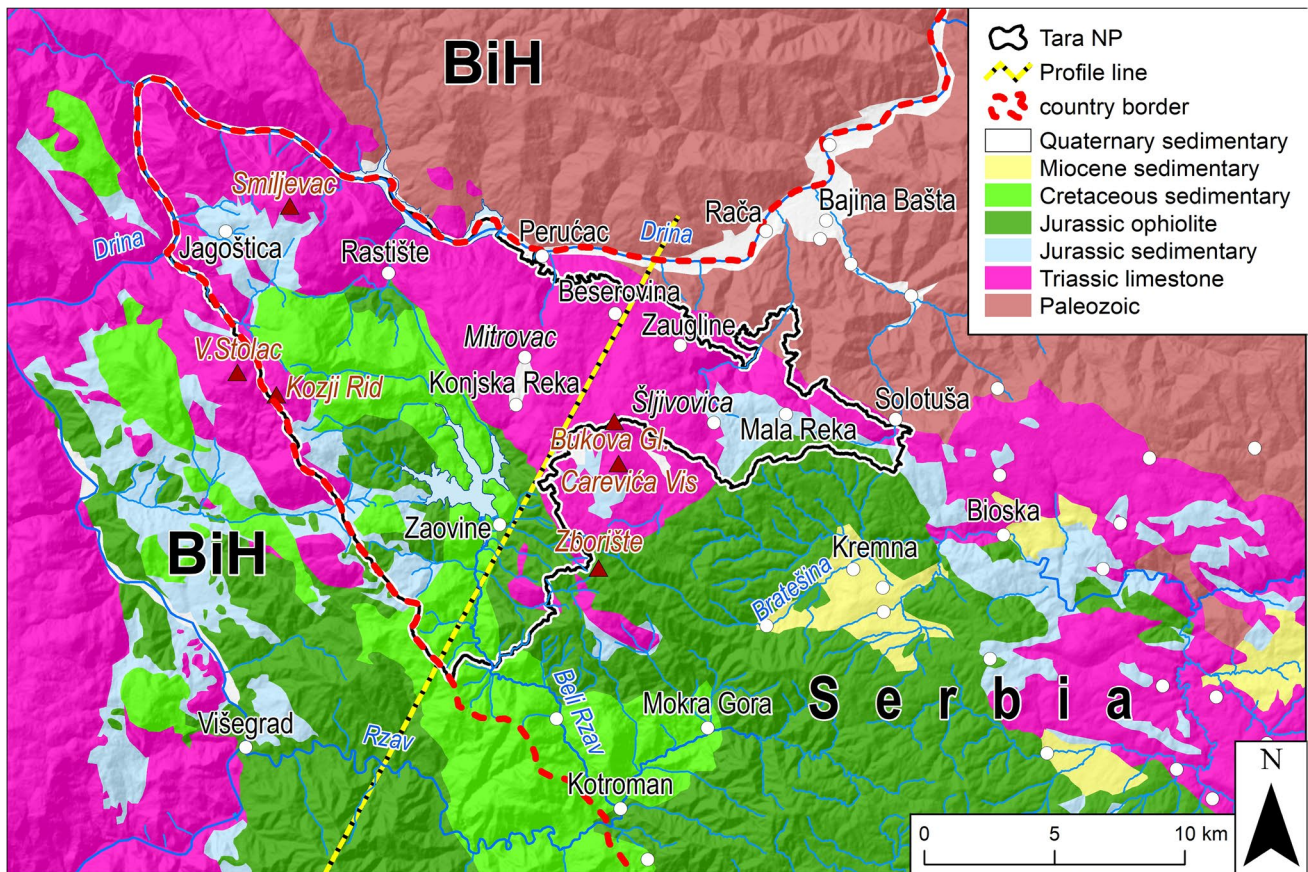 BiH
Tara NP
Profile line
country border
Quaternary sedimentary
Miocene sedimentary
Cretaceous sedimentary
Jurassic ophiolite
Jurassic sedimentary
Triassic limestone
Paleozoic
Smiljevac
Drina
Jagoštica
Rastište
Perućac
Drina
Rača
Bajina Bašta
Beserovina
Zaugline
Mitrovac
V.Stolac
Kozji Rid
Konjska Reka
Šljivovica
Solotuša
Mala Reka
Bukova Gl.
Carevića Vis
Bioska
BiH
Zaovine
Zborište
Kremna
Bratešina
Serbia
Beli Rzav
Mokra Gora
Višegrad
Rzav
Kotroman
N
0 5 10 km